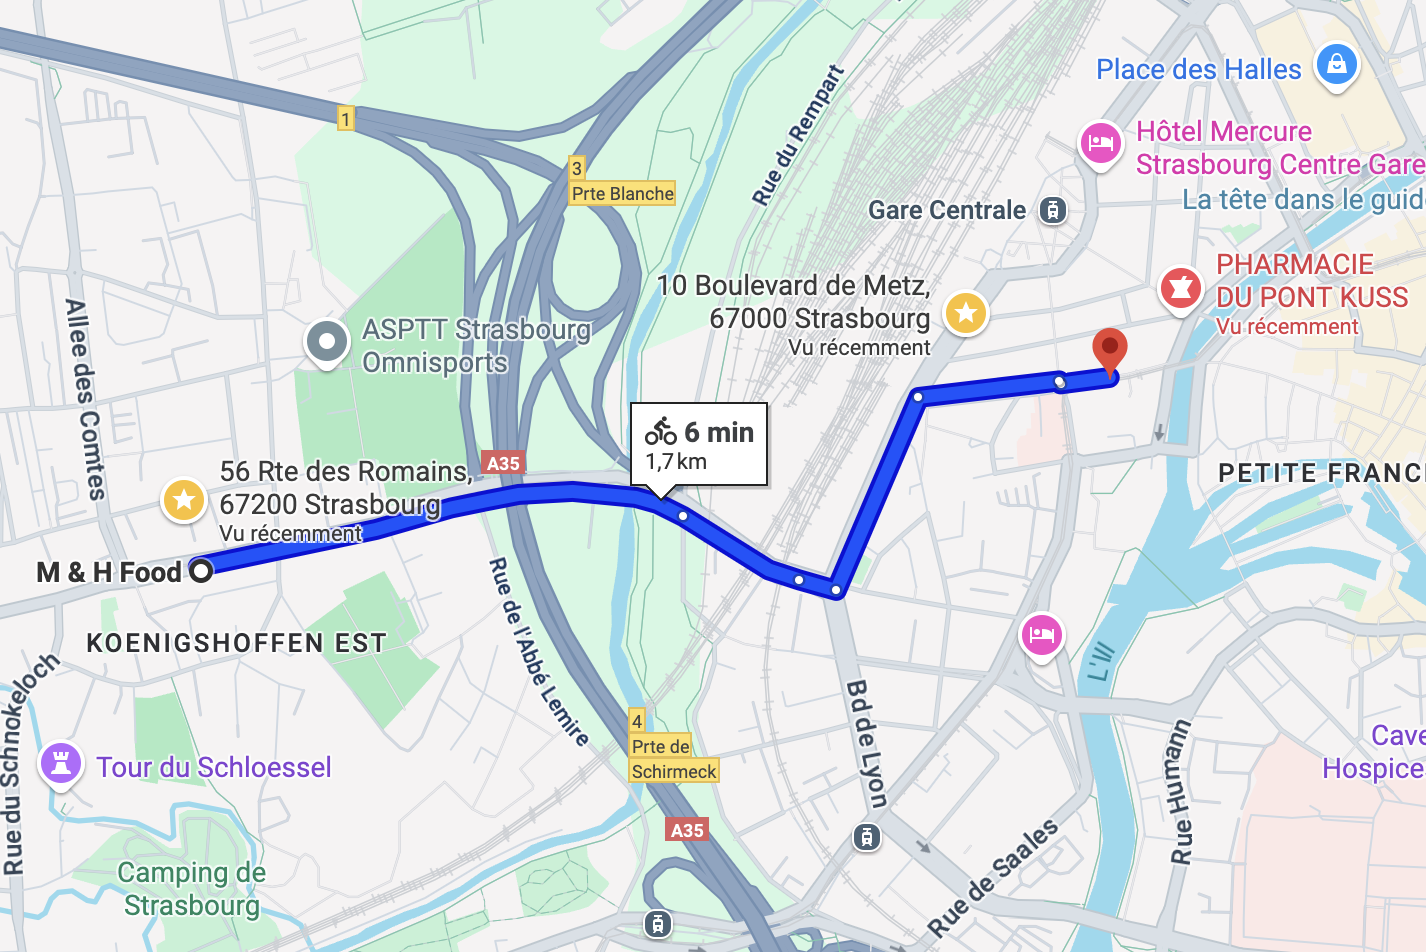 Place des Halles
1
Hôtel Mercure
Strasbourg Centre Gare
3
Prte Blanche
Rue du Rempart
La tête dans le guid
Gare Centrale
PHARMACIE
DU PONT KUSS
Vu récemment
10 Boulevard de Metz,
67000 Strasbourg
Vu récemment
Allee des Comtes
ASPTT Strasbourg
Omnisports
6 min
1,7 km
A35
56 Rte des Romains,
67200 Strasbourg
Vu récemment
PETITE FRANC
M & H Food
KOENIGSHOFFEN EST
Rue de l'Abbé Lemire
L'Ill
Rue du Schnokeloch
4
Prte de
Schirmeck
Bd de Lyon
Rue Humann
Cave
Hospice
Tour du Schloessel
A35
Camping de
Strasbourg
Rue de Saales